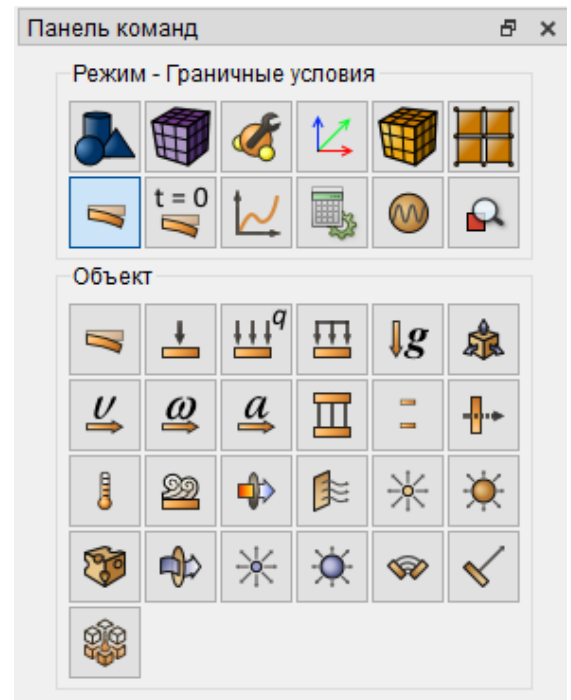 Панель команд
Режим - Граничные условия
t = 0
Объект
q
g
υ ω a